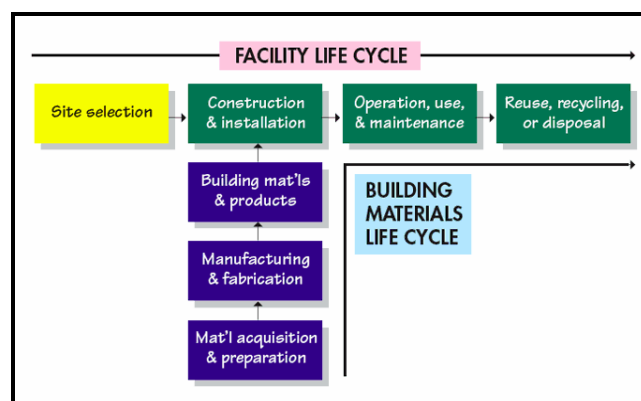 FACILITY LIFE CYCLE
Site selection
Construction
& installation
Operation, use,
& maintenance
Reuse, recycling,
or disposal
Building mat'ls
& products
BUILDING
MATERIALS
LIFE CYCLE
Manufacturing
& fabrication
Mat'l acquisition
& preparation